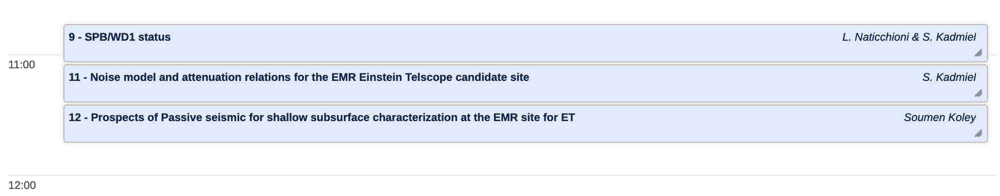 9 - SPB/WD1 status L. Naticchioni & S. Kadmiel
11:00
11 - Noise model and attenuation relations for the EMR Einstein Telscope candidate site S. Kadmiel
12 - Prospects of Passive seismic for shallow subsurface characterization at the EMR site for ET Soumen Koley
12:00